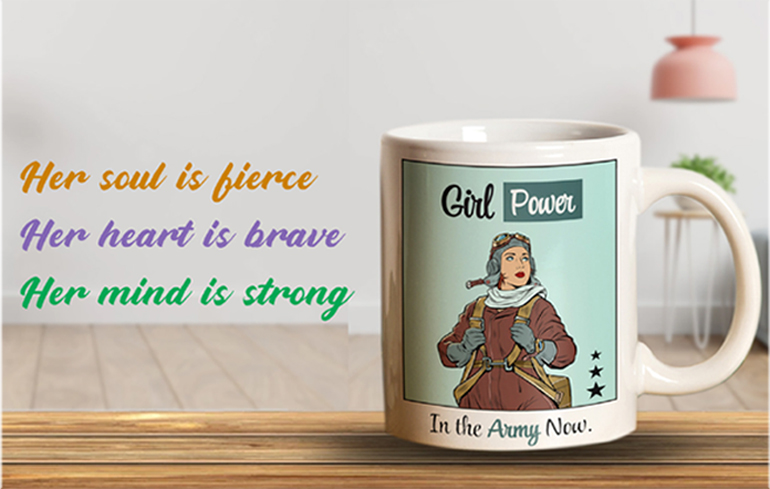 Her soul is fierce
Her heart is brave
Her mind is strong
Girl Power
In the Army Now.